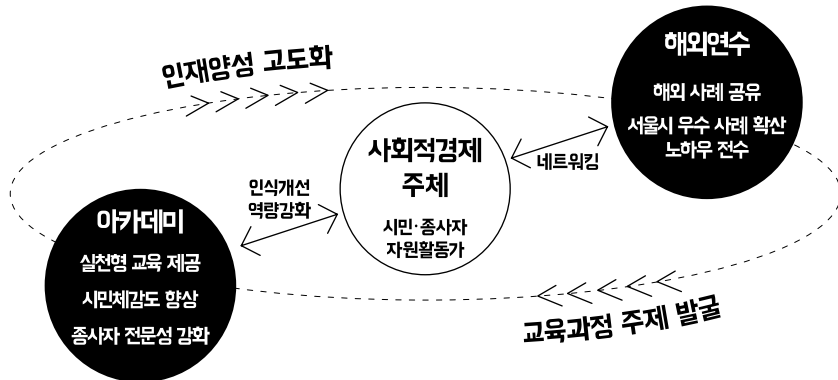 인재양성 고도화
해외연수
해외 사례 공유
서울시 우수 사례 확산
노하우 전수
사회적경제
주체
시민·종사자
자원활동가
네트워킹
인식개선
역량강화
아카데미
실천형 교육 제공
시민체감도 향상
종사자 전문성 강화
교육과정 주제 발굴